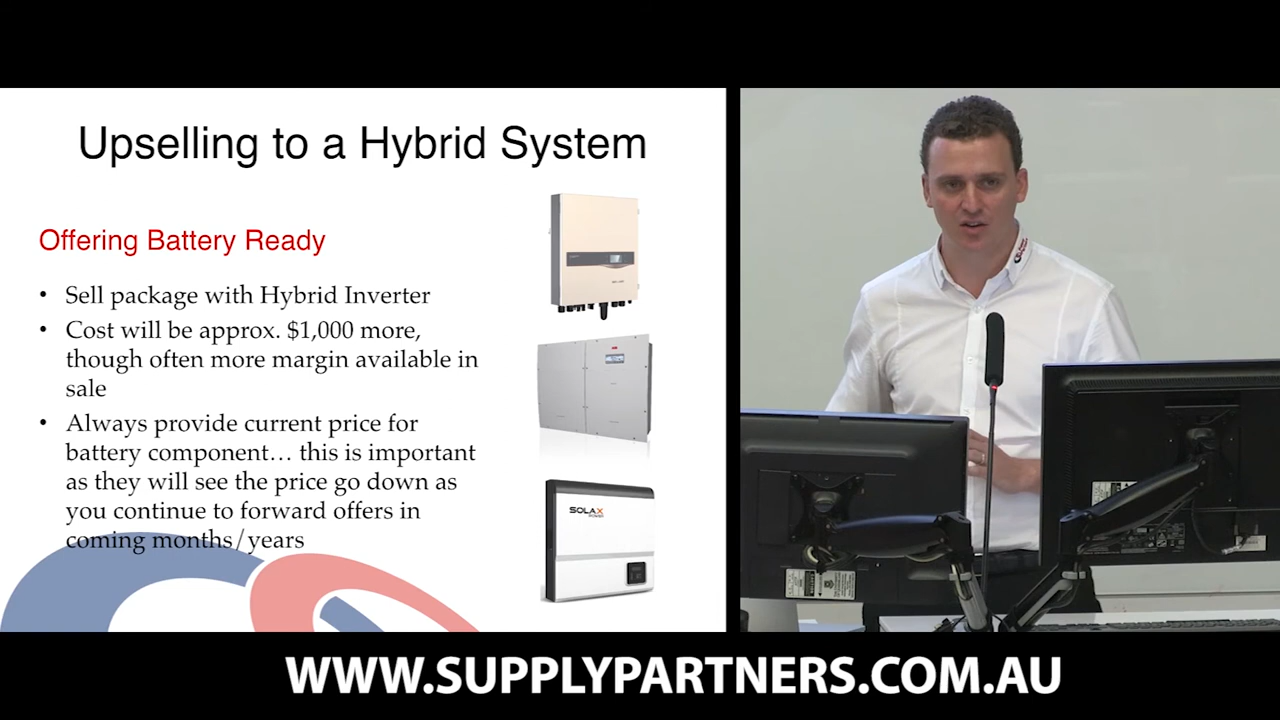 Upselling to a Hybrid System
Offering Battery Ready
• Sell package with Hybrid Inverter
• Cost will be approx. $1,000 more,
though often more margin available in
sale
• Always provide current price for
battery component… this is important
as they will see the price go down as
you continue to forward offers in
coming months/years
SOLAX
POWER
WWW.SUPPLYPARTNERS.COM.AU